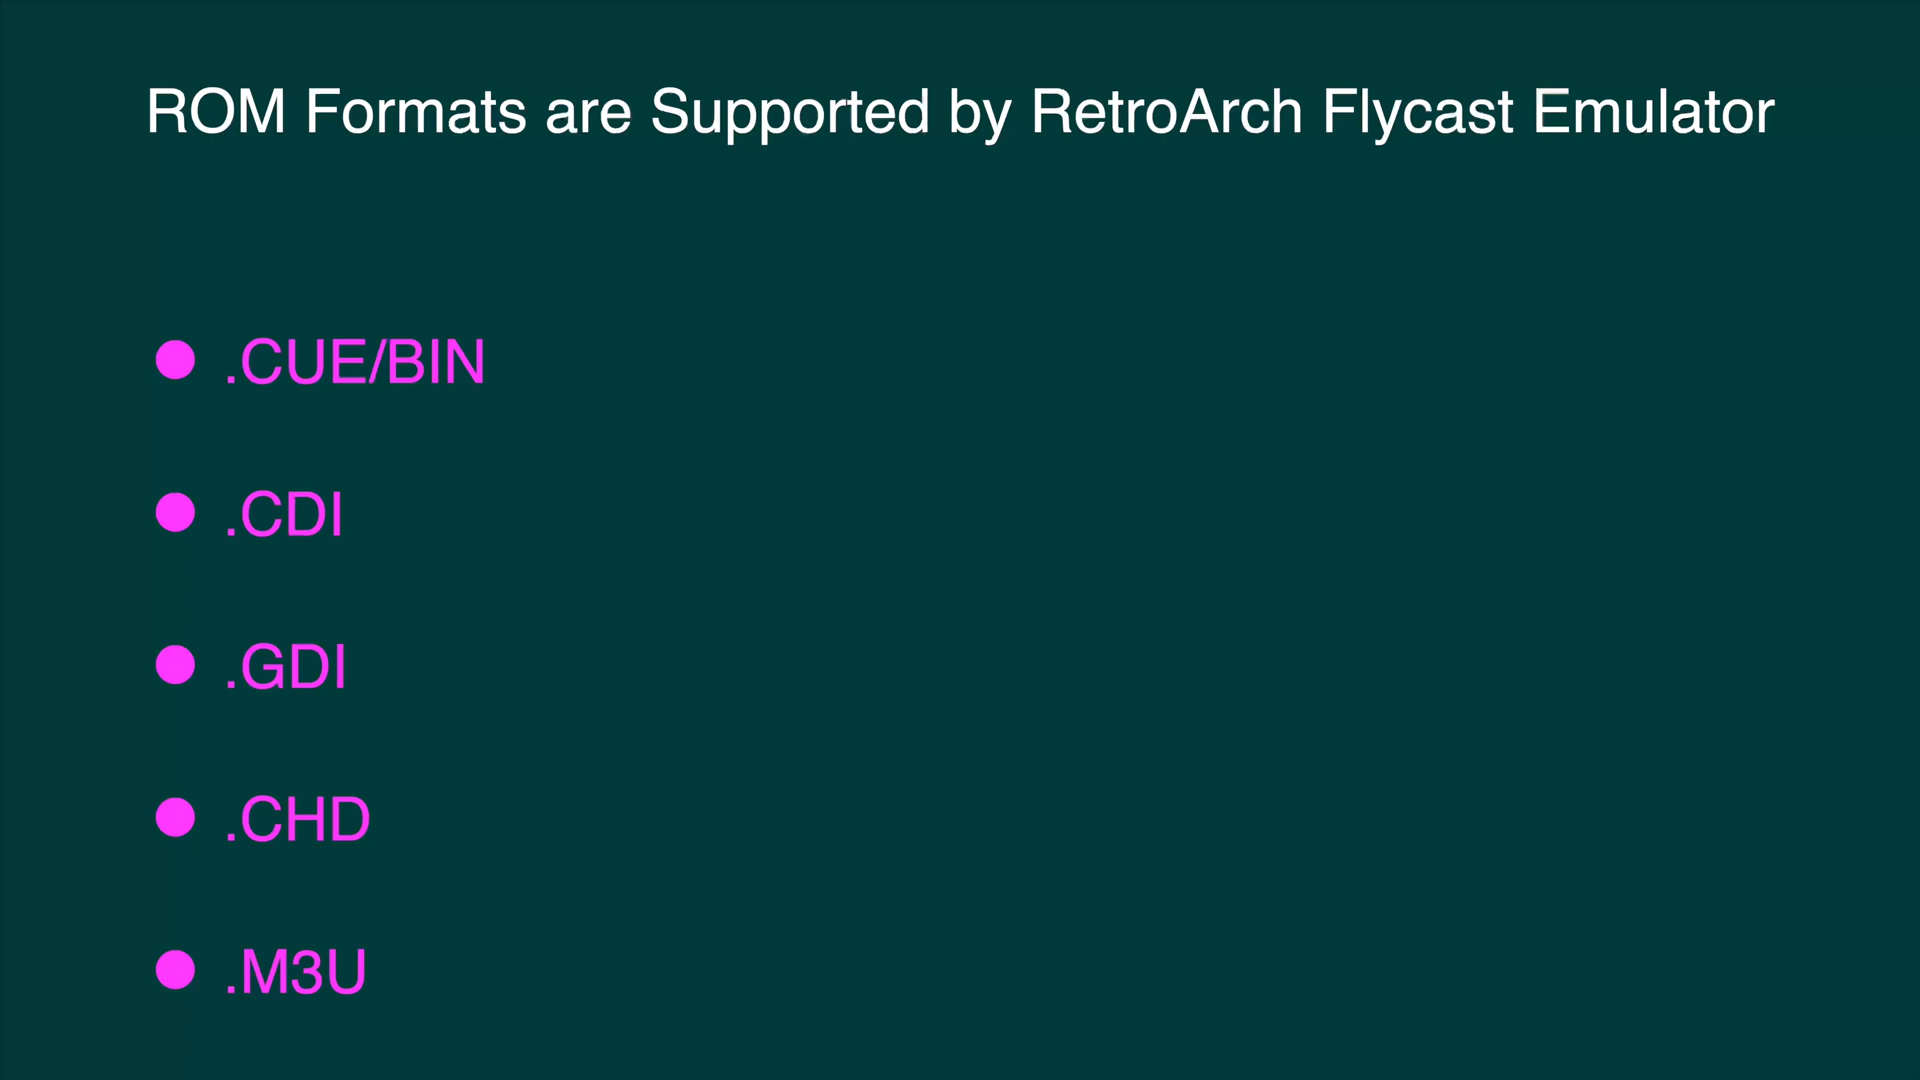 ROM Formats are Supported by RetroArch Flycast Emulator
.CUE/BIN
.CDI
.GDI
.CHD
.M3U